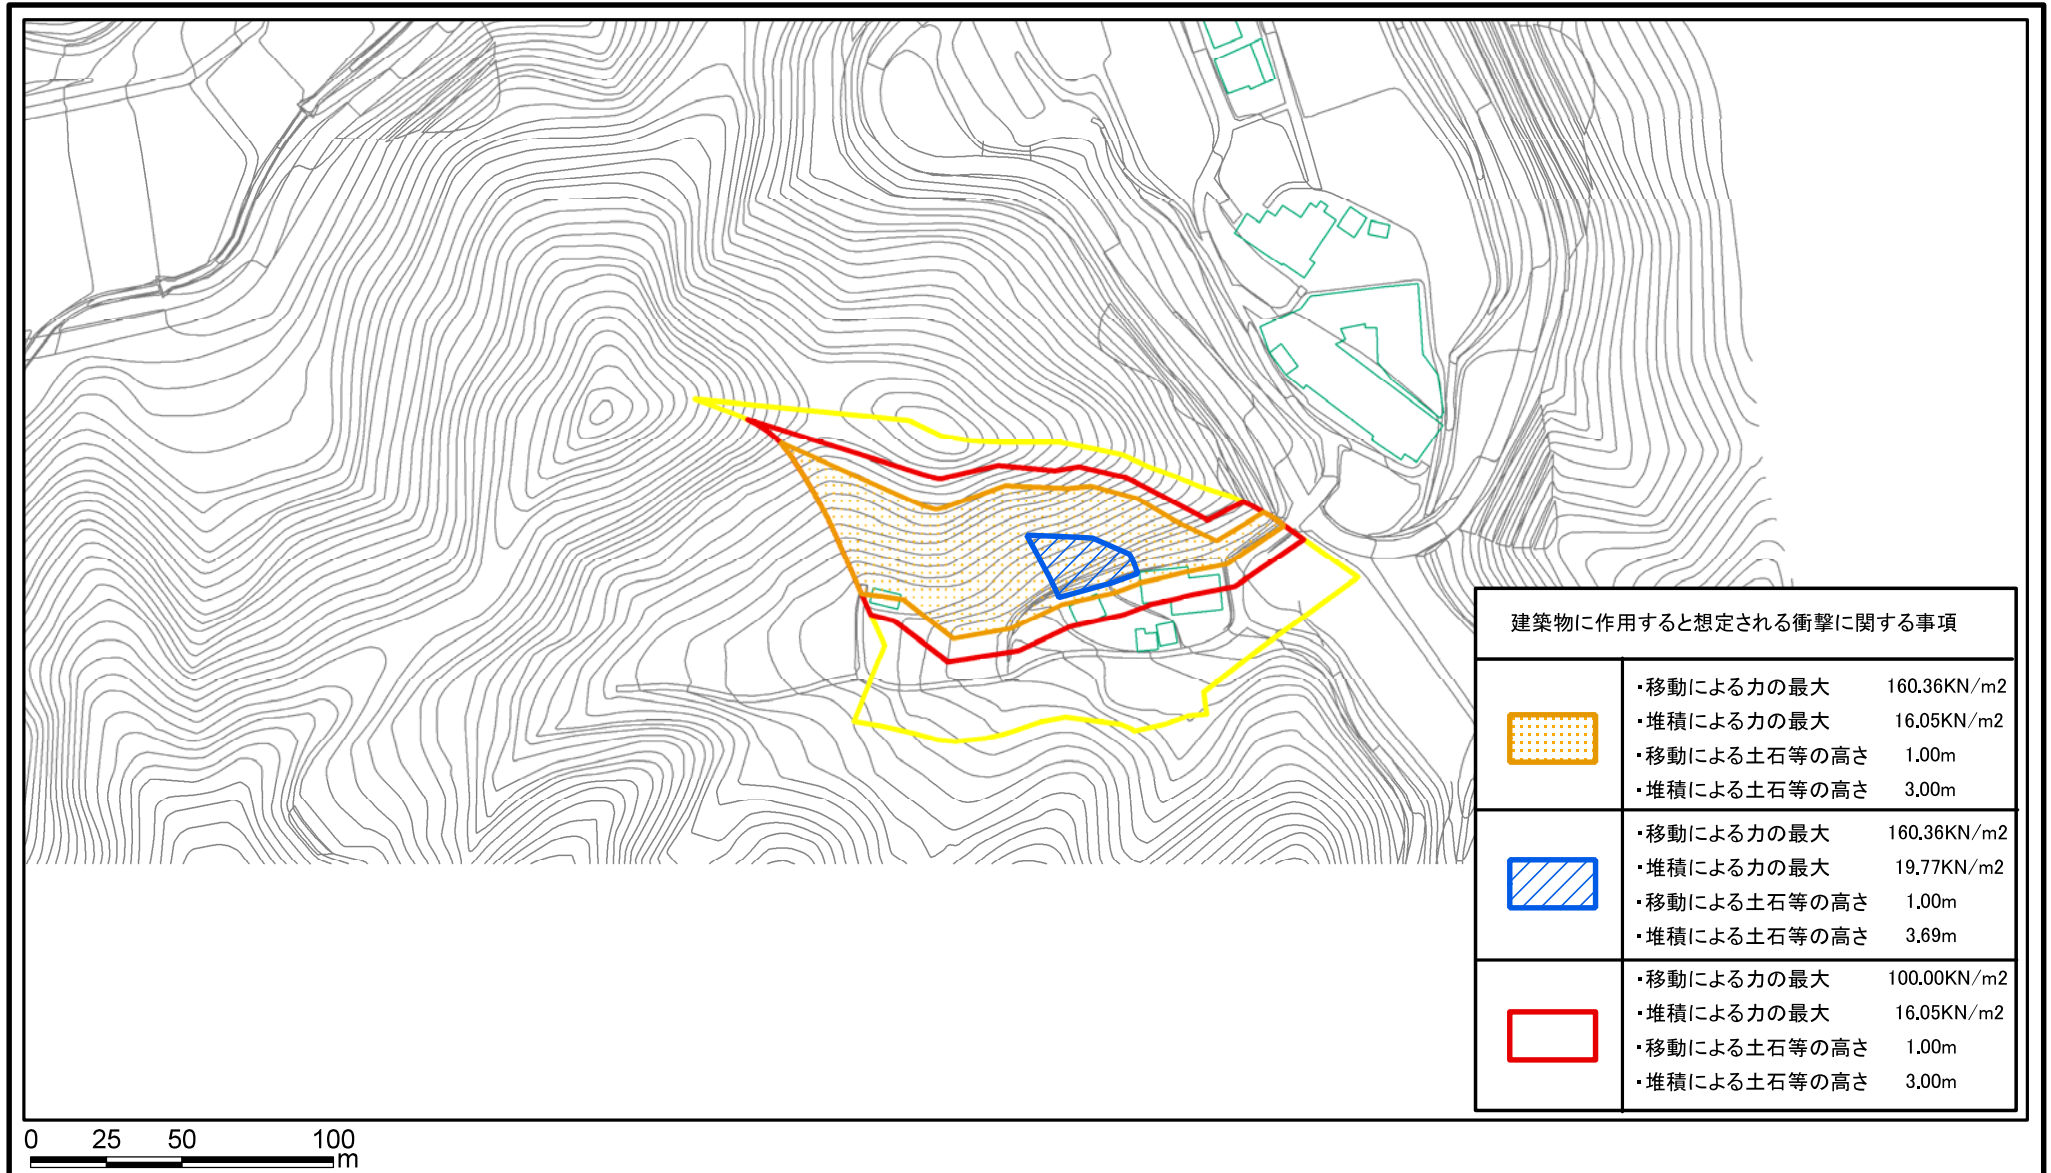 建築物に作用すると想定される衝撃に関する事項
・移動による力の最大 160.36KN/m2
・堆積による力の最大 16.05KN/m2
・移動による土石等の高さ 1.00m
・堆積による土石等の高さ 3.00m
・移動による力の最大 160.36KN/m2
・堆積による力の最大 19.77KN/m2
・移動による土石等の高さ 1.00m
・堆積による土石等の高さ 3.69m
・移動による力の最大 100.00KN/m2
・堆積による力の最大 16.05KN/m2
・移動による土石等の高さ 1.00m
・堆積による土石等の高さ 3.00m
0 25 50 100
m